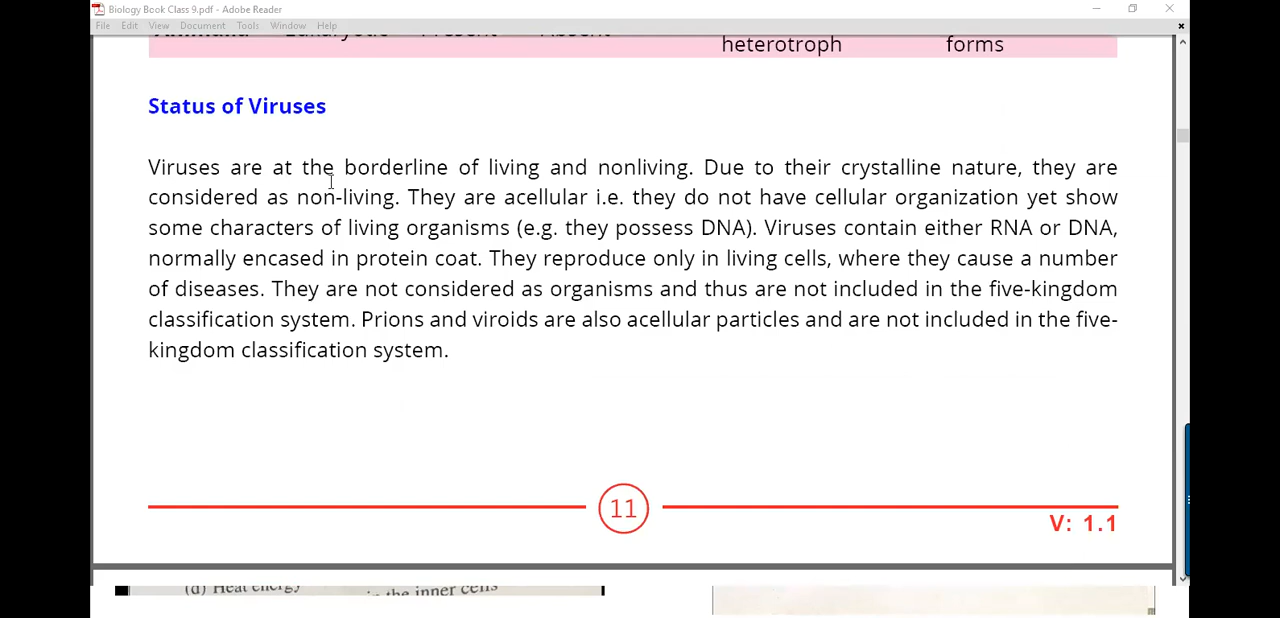 Biology Book Class 9.pdf - Adobe Reader
File Edit View Document Tools Window Help
Animalia Eukaryotic Present Absent
heterotroph forms
Status of Viruses
Viruses are at the borderline of living and nonliving. Due to their crystalline nature, they are
considered as non-living. They are acellular i.e. they do not have cellular organization yet show
some characters of living organisms (e.g. they possess DNA). Viruses contain either RNA or DNA,
normally encased in protein coat. They reproduce only in living cells, where they cause a number
of diseases. They are not considered as organisms and thus are not included in the five-kingdom
classification system. Prions and viroids are also acellular particles and are not included in the five-
kingdom classification system.
11
V: 1.1
(d) Heat energy
in the inner cells